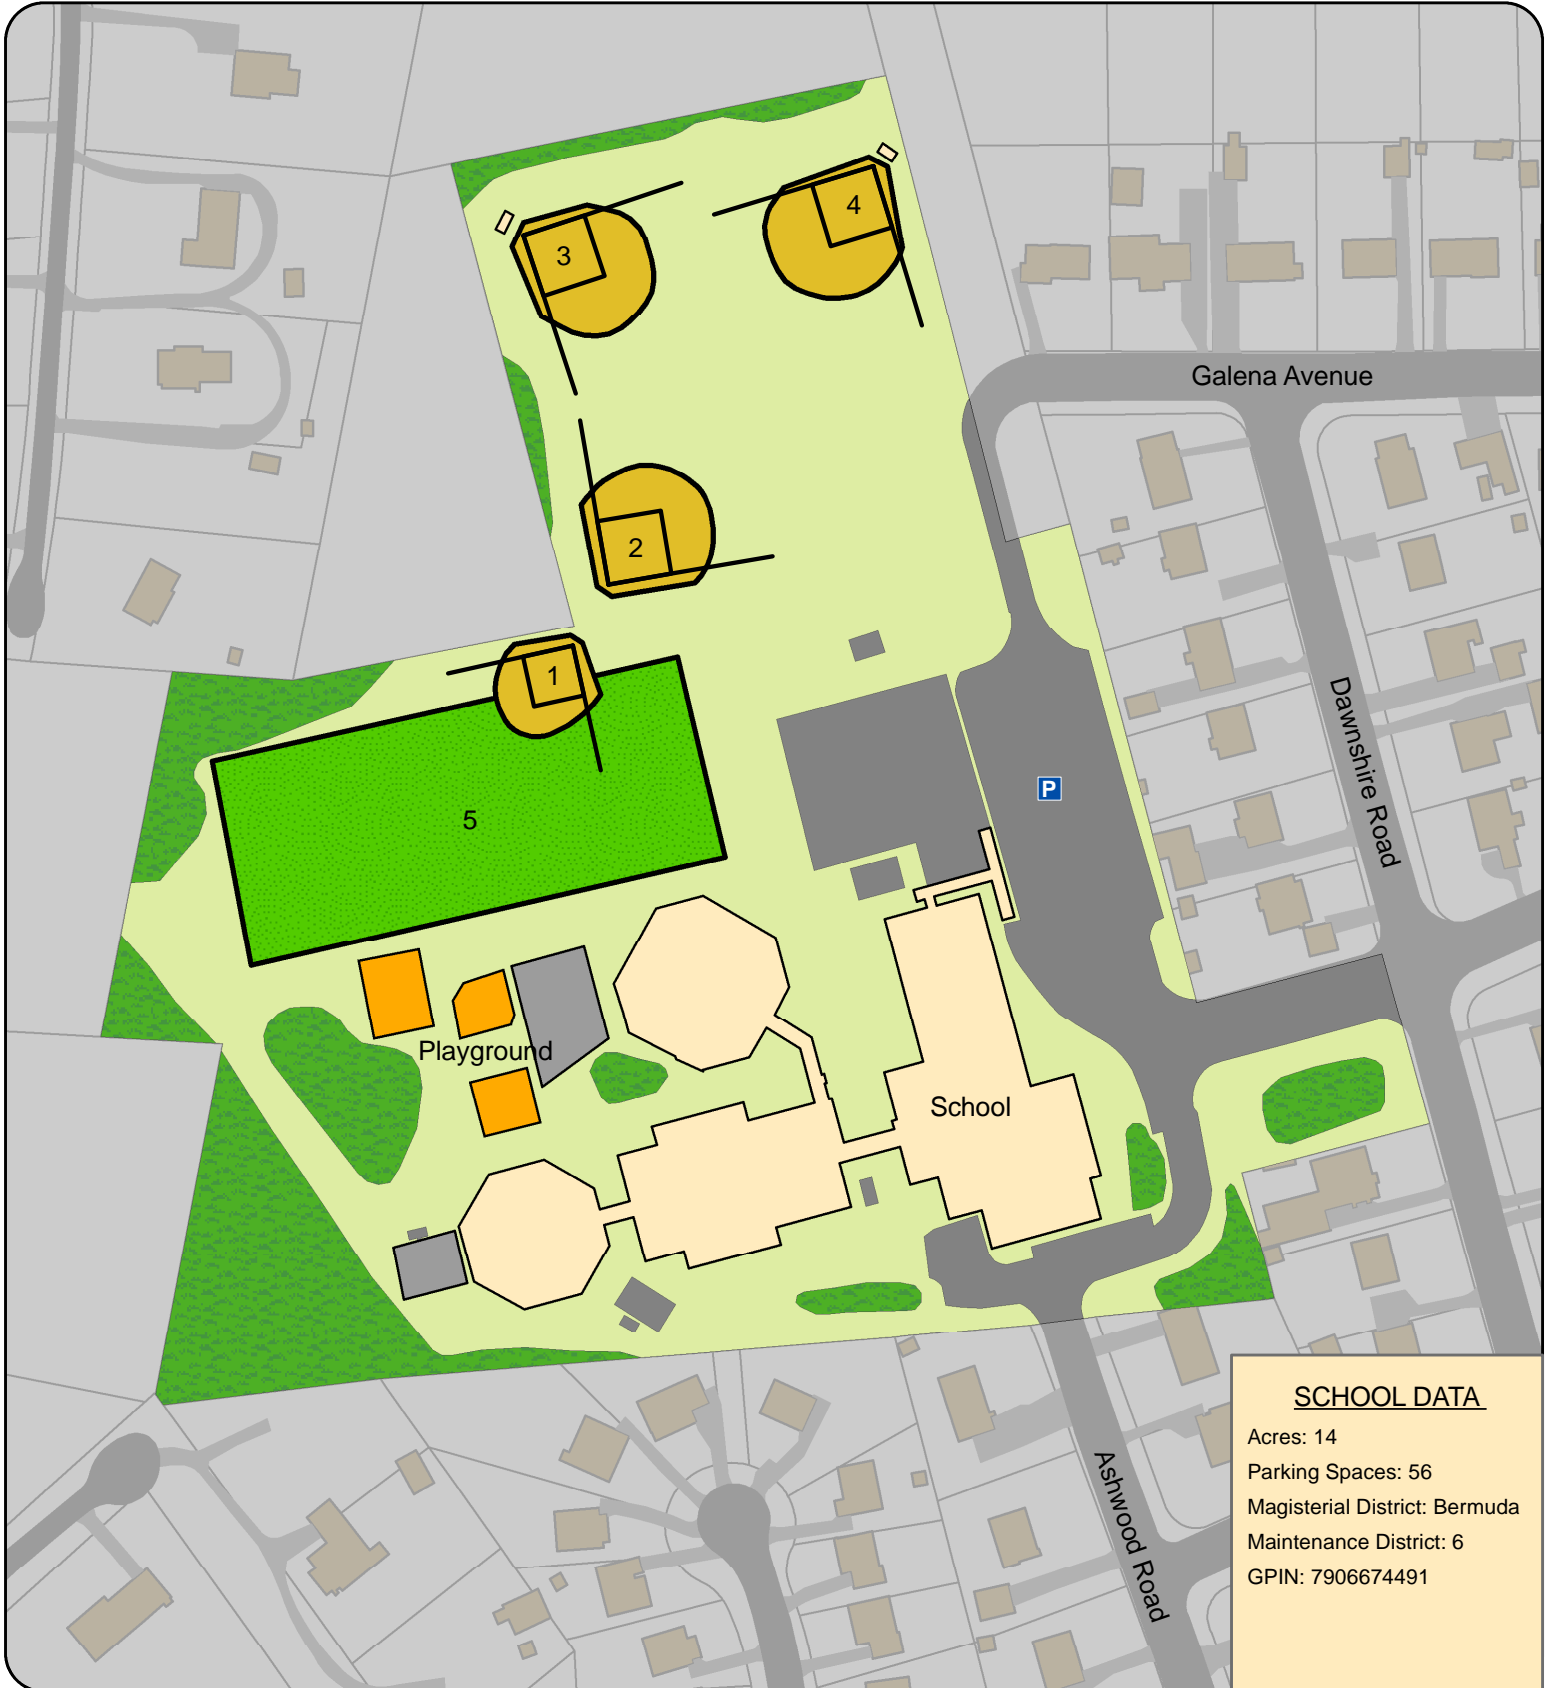 4
3
Galena Avenue
2
1
Dawnshire Road
P
5
Playground
School
SCHOOL DATA
Acres: 14
Parking Spaces: 56
Magisterial District: Bermuda
Maintenance District: 6
GPIN: 7906674491
Ashwood Road